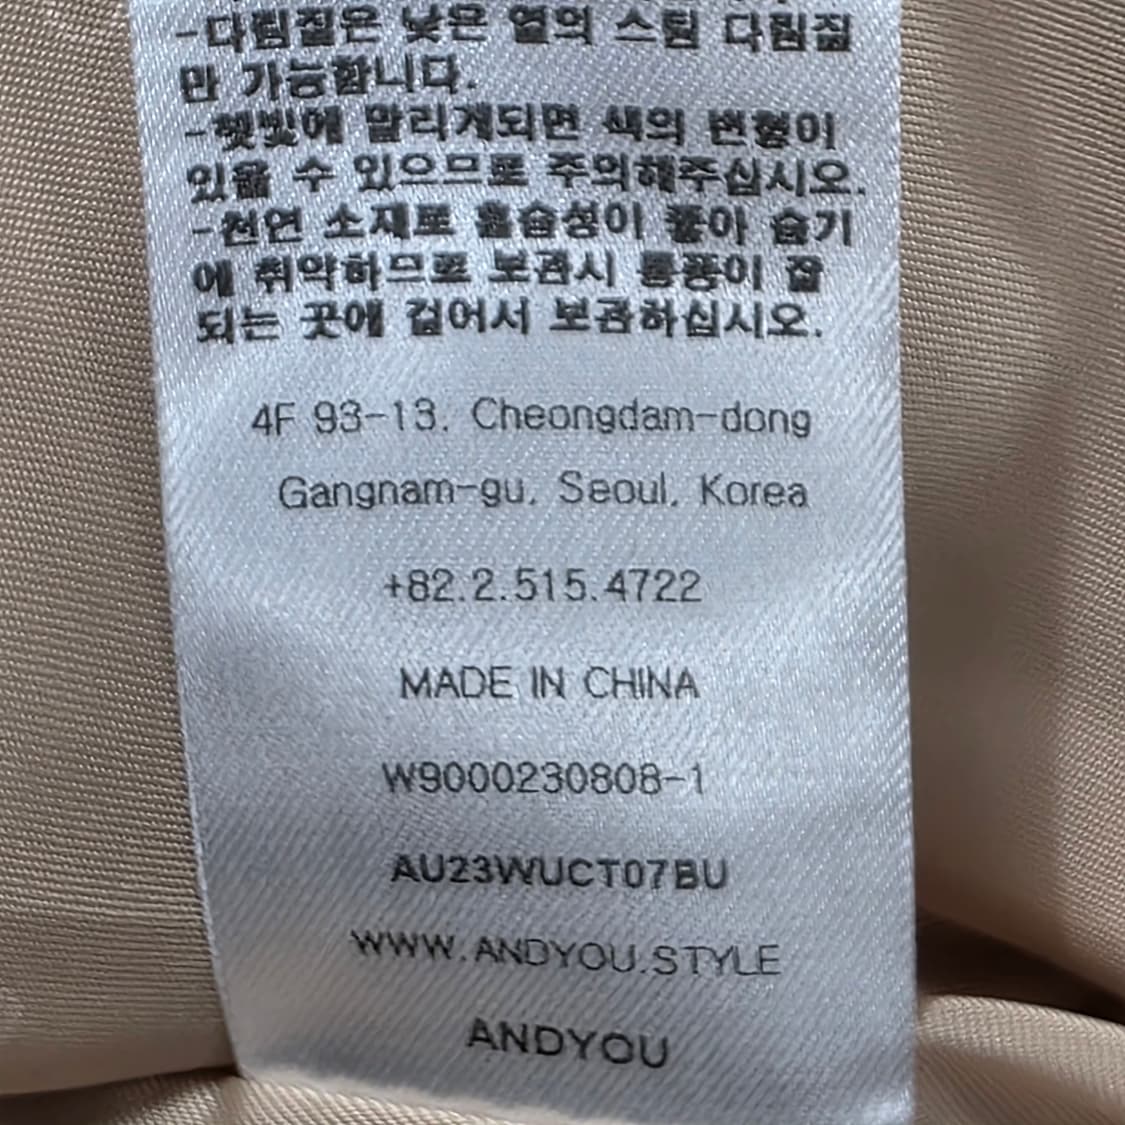 -다림질은 낮은 열의 스팀 다림질
만 가능합니다.
-햇빛에 말리게되면 색의 변형이
있을 수 있으므로 주의해주십시오.
-천연 소재로 흡습성이 좋아 습기
에 취약하므로 보관시 통풍이 잘
되는 곳에 걸어서 보관하십시오.
4F 93-13, Cheongdam-dong
Gangnam-gu, Seoul, Korea
+82.2.515.4722
MADE IN CHINA
W9000230808-1
AU23WUCT07BU
WWW.ANDYOU.STYLE
ANDYOU